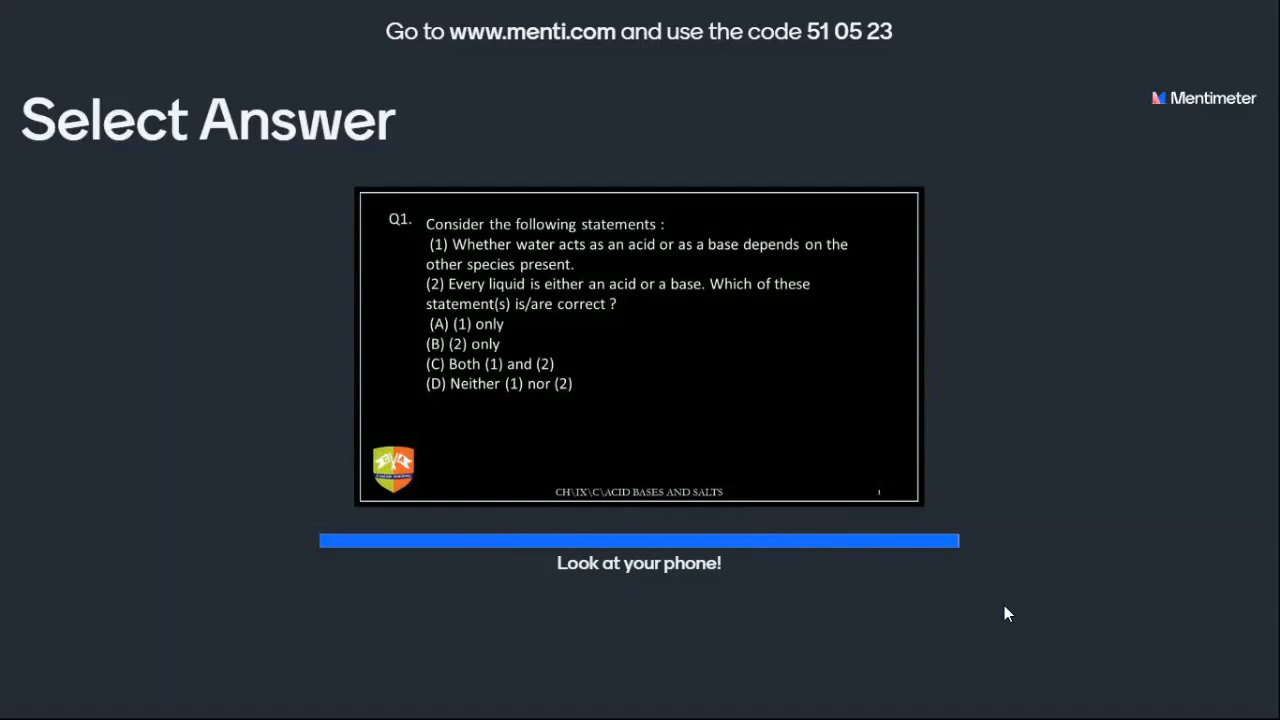 Go to www.menti.com and use the code 51 05 23
Mentimeter
Select Answer
Q1. Consider the following statements :
(1) Whether water acts as an acid or as a base depends on the
other species present.
(2) Every liquid is either an acid or a base. Which of these
statement(s) is/are correct ?
(A) (1) only
(B) (2) only
(C) Both (1) and (2)
(D) Neither (1) nor (2)
CH\IX\C\ACID BASES AND SALTS 1
Look at your phone!